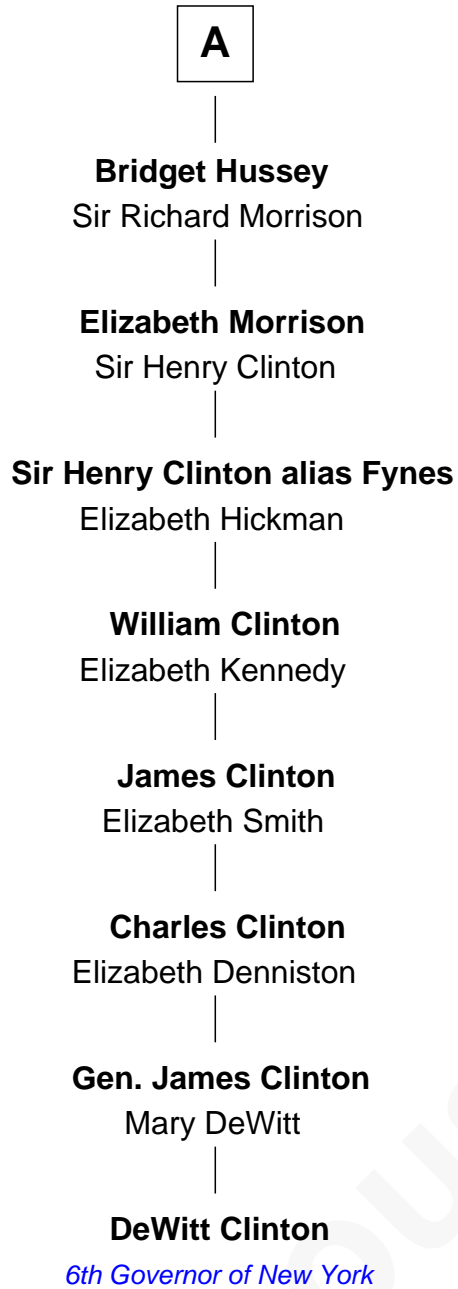 A
Bridget Hussey
Sir Richard Morrison
Elizabeth Morrison
Sir Henry Clinton
Sir Henry Clinton alias Fynes
Elizabeth Hickman
William Clinton
Elizabeth Kennedy
James Clinton
Elizabeth Smith
Charles Clinton
Elizabeth Denniston
Gen. James Clinton
Mary DeWitt
DeWitt Clinton
6th Governor of New York